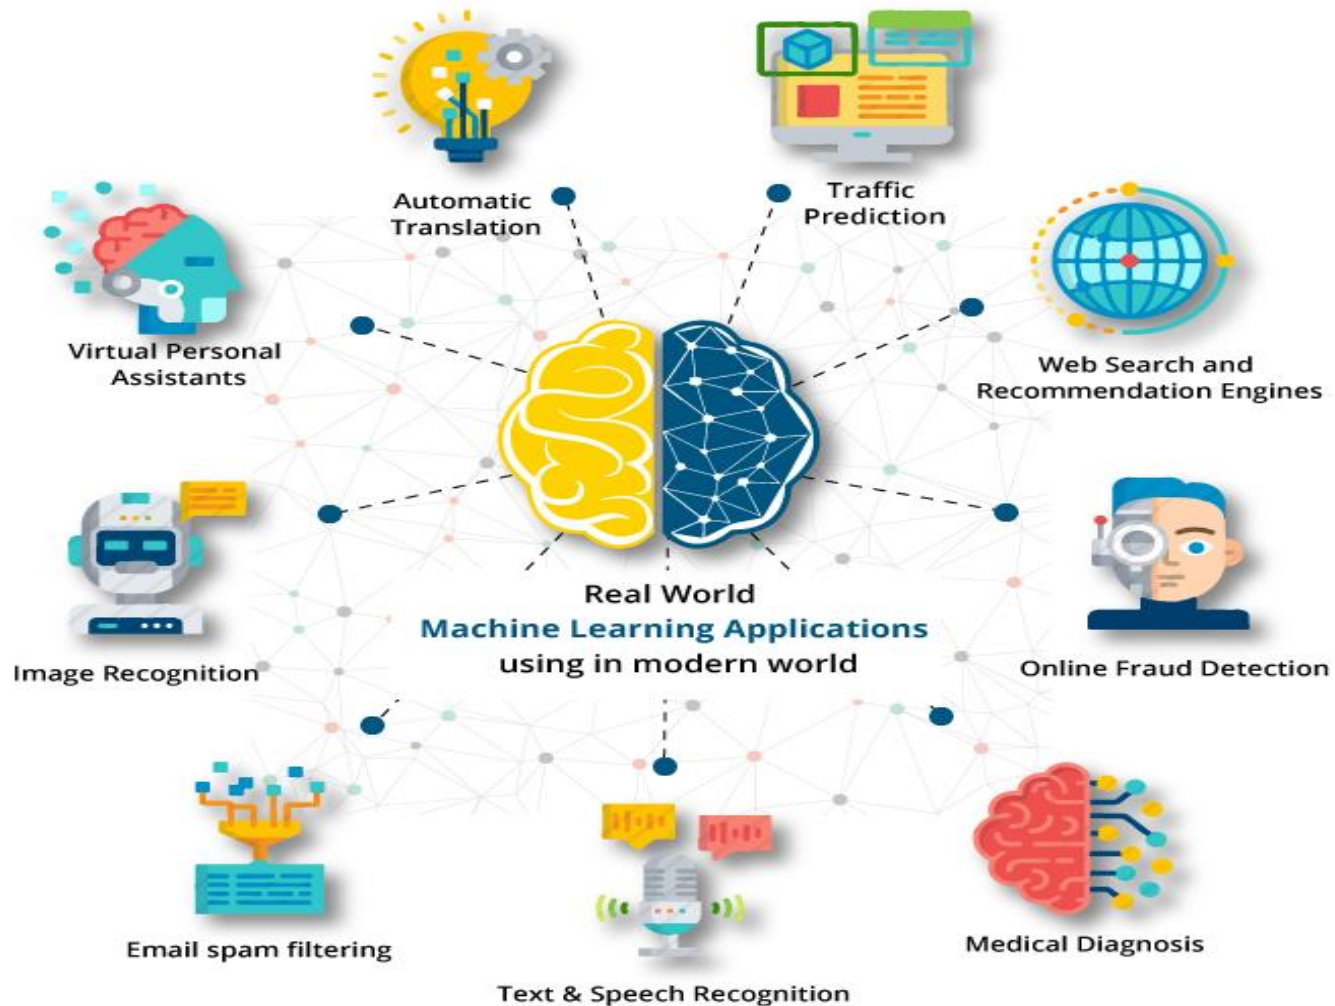 Automatic
Translation
Traffic
Prediction
Virtual Personal
Assistants
Web Search and
Recommendation Engines
Real World
Machine Learning Applications
using in modern world
Image Recognition
Online Fraud Detection
Email spam filtering
Medical Diagnosis
Text & Speech Recognition